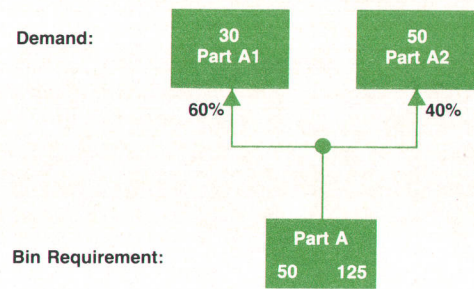 Demand:
30
Part A1
50
Part A2
60%
40%
Part A
50 125
Bin Requirement: